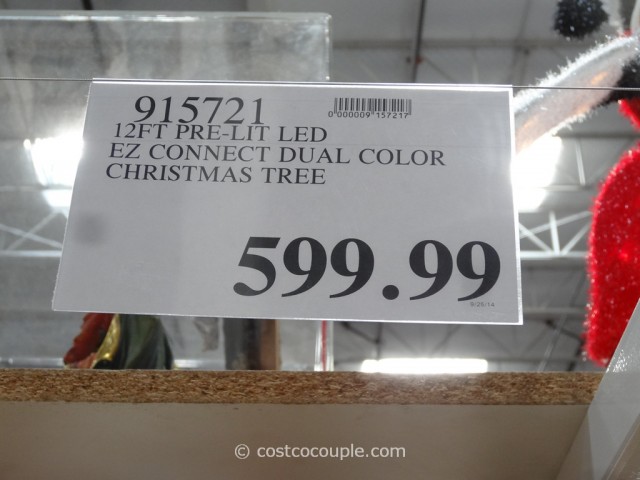 915721
0 000009 157217
12FT PRE-LIT LED
EZ CONNECT DUAL COLOR
CHRISTMAS TREE
599.99
9/25/14
© costcocouple.com